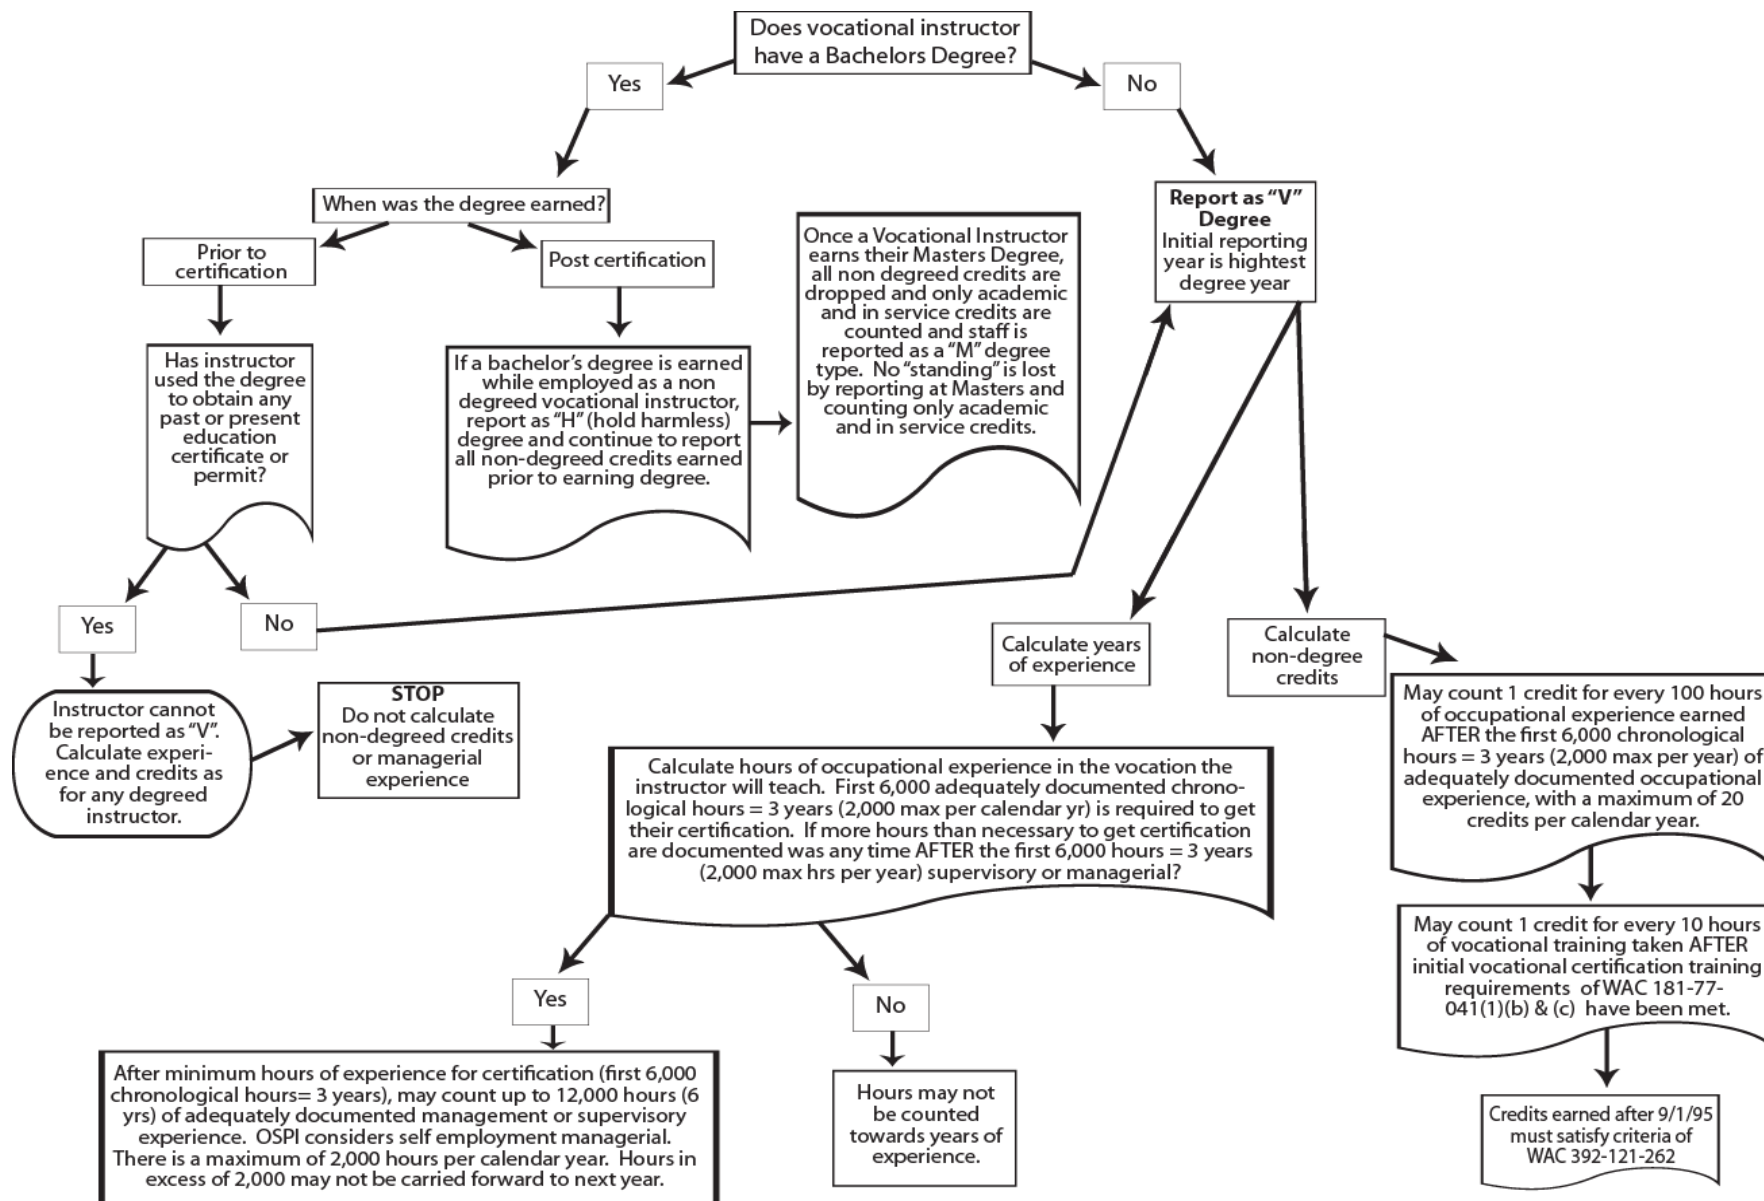 Does vocational instructor
have a Bachelors Degree?
Yes
No
When was the degree earned?
Prior to
certification
Post certification
Has instructor
used the degree
to obtain any
past or present
education
certificate or
permit?
If a bachelor's degree is earned
while employed as a non
degreed vocational instructor,
report as “H” (hold harmless)
degree and continue to report
all non-degreed credits earned
prior to earning degree.
Once a Vocational Instructor
earns their Masters Degree,
all non degreed credits are
dropped and only academic
and in service credits are
counted and staff is
reported as a “M” degree
type.  No “standing” is lost
by reporting at Masters and
counting only academic
and in service credits.
Report as “V”
Degree
Initial reporting
year is hightest
degree year
Yes
No
Instructor cannot
be reported as “V”.
Calculate experi-
ence and credits as
for any degreed
instructor.
STOP
Do not calculate
non-degreed credits
or managerial
experience
Calculate years
of experience
Calculate
non-degree
credits
Calculate hours of occupational experience in the vocation the
instructor will teach.  First 6,000 adequately documented chrono-
logical hours = 3 years (2,000 max per calendar yr) is required to get
their certification.  If more hours than necessary to get certification
are documented was any time AFTER the first 6,000 hours = 3 years
(2,000 max hrs per year) supervisory or managerial?
Yes
No
After minimum hours of experience for certification (first 6,000
chronological hours= 3 years), may count up to 12,000 hours (6
yrs) of adequately documented management or supervisory
experience.  OSPI considers self employment managerial.
There is a maximum of 2,000 hours per calendar year.  Hours in
excess of 2,000 may not be carried forward to next year.
Hours may not
be counted
towards years of
experience.
May count 1 credit for every 100 hours
of occupational experience earned
AFTER the first 6,000 chronological
hours = 3 years (2,000 max per year) of
adequately documented occupational
experience, with a maximum of 20
credits per calendar year.
May count 1 credit for every 10 hours
of vocational training taken AFTER
initial vocational certification training
requirements  of WAC 181-77-
041(1)(b) & (c)  have been met.
Credits earned after 9/1/95
must satisfy criteria of
WAC 392-121-262